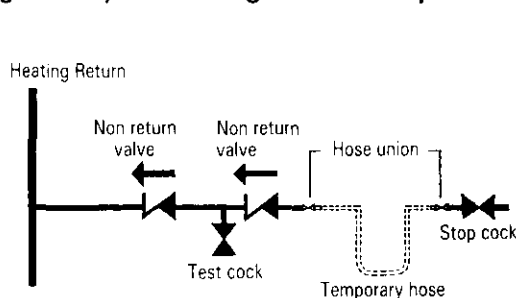 Heating Return
Non return
valve
Non return
valve
Hose union
Stop cock
Test cock
Temporary hose